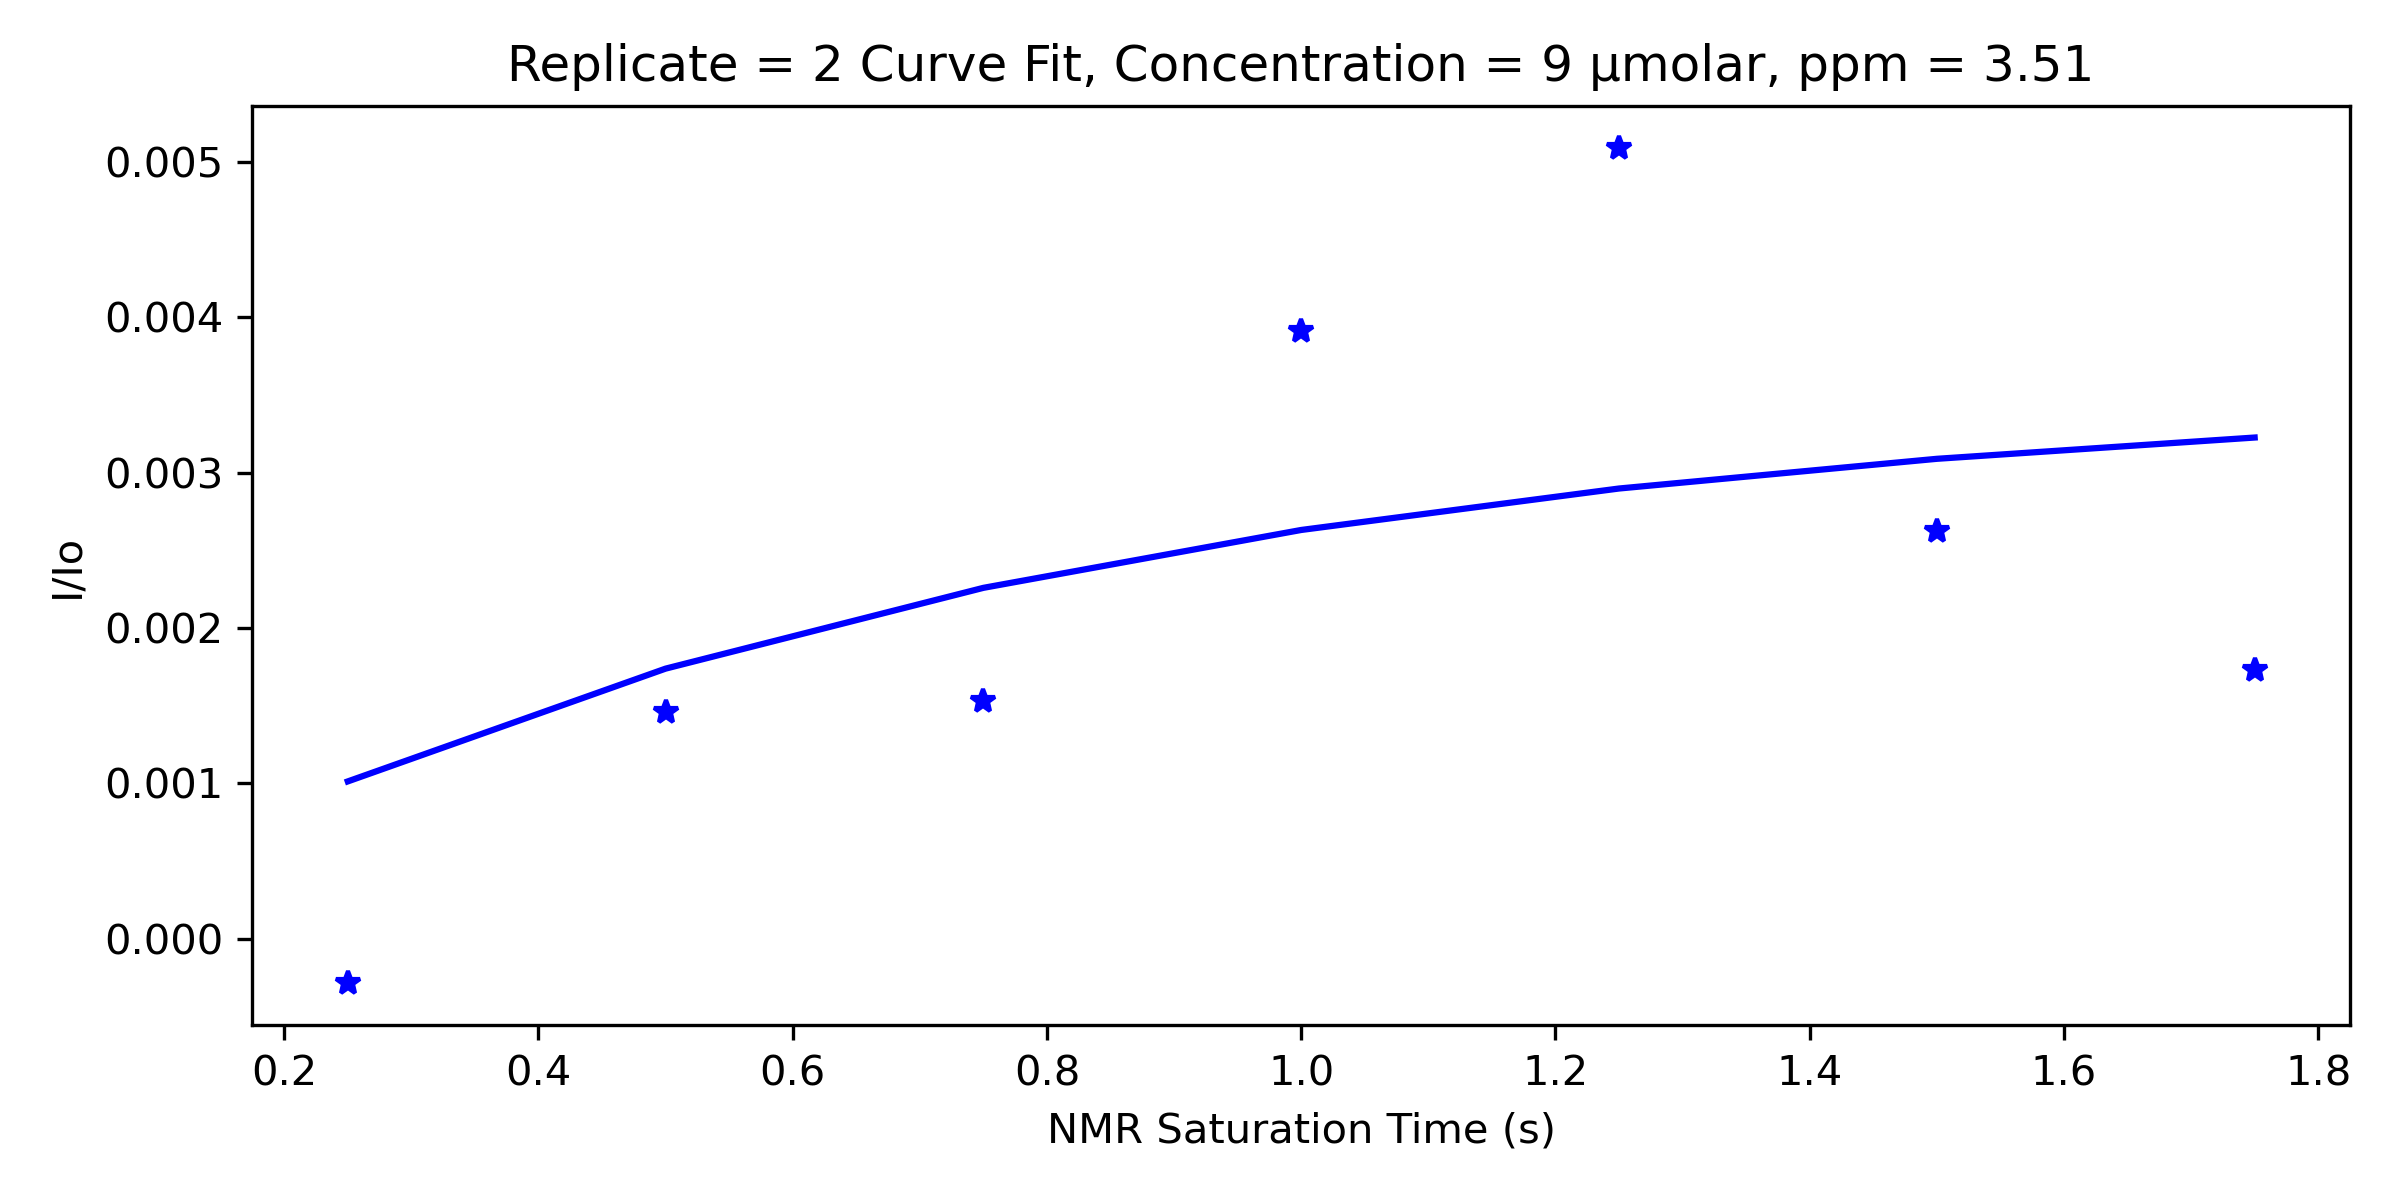 Replicate = 2 Curve Fit, Concentration = 9 μmolar, ppm = 3.51
0.005
0.004
0.003
0.002
0.001
0.000
I/Io
0.2 0.4 0.6 0.8 1.0 1.2 1.4 1.6 1.8
NMR Saturation Time (s)